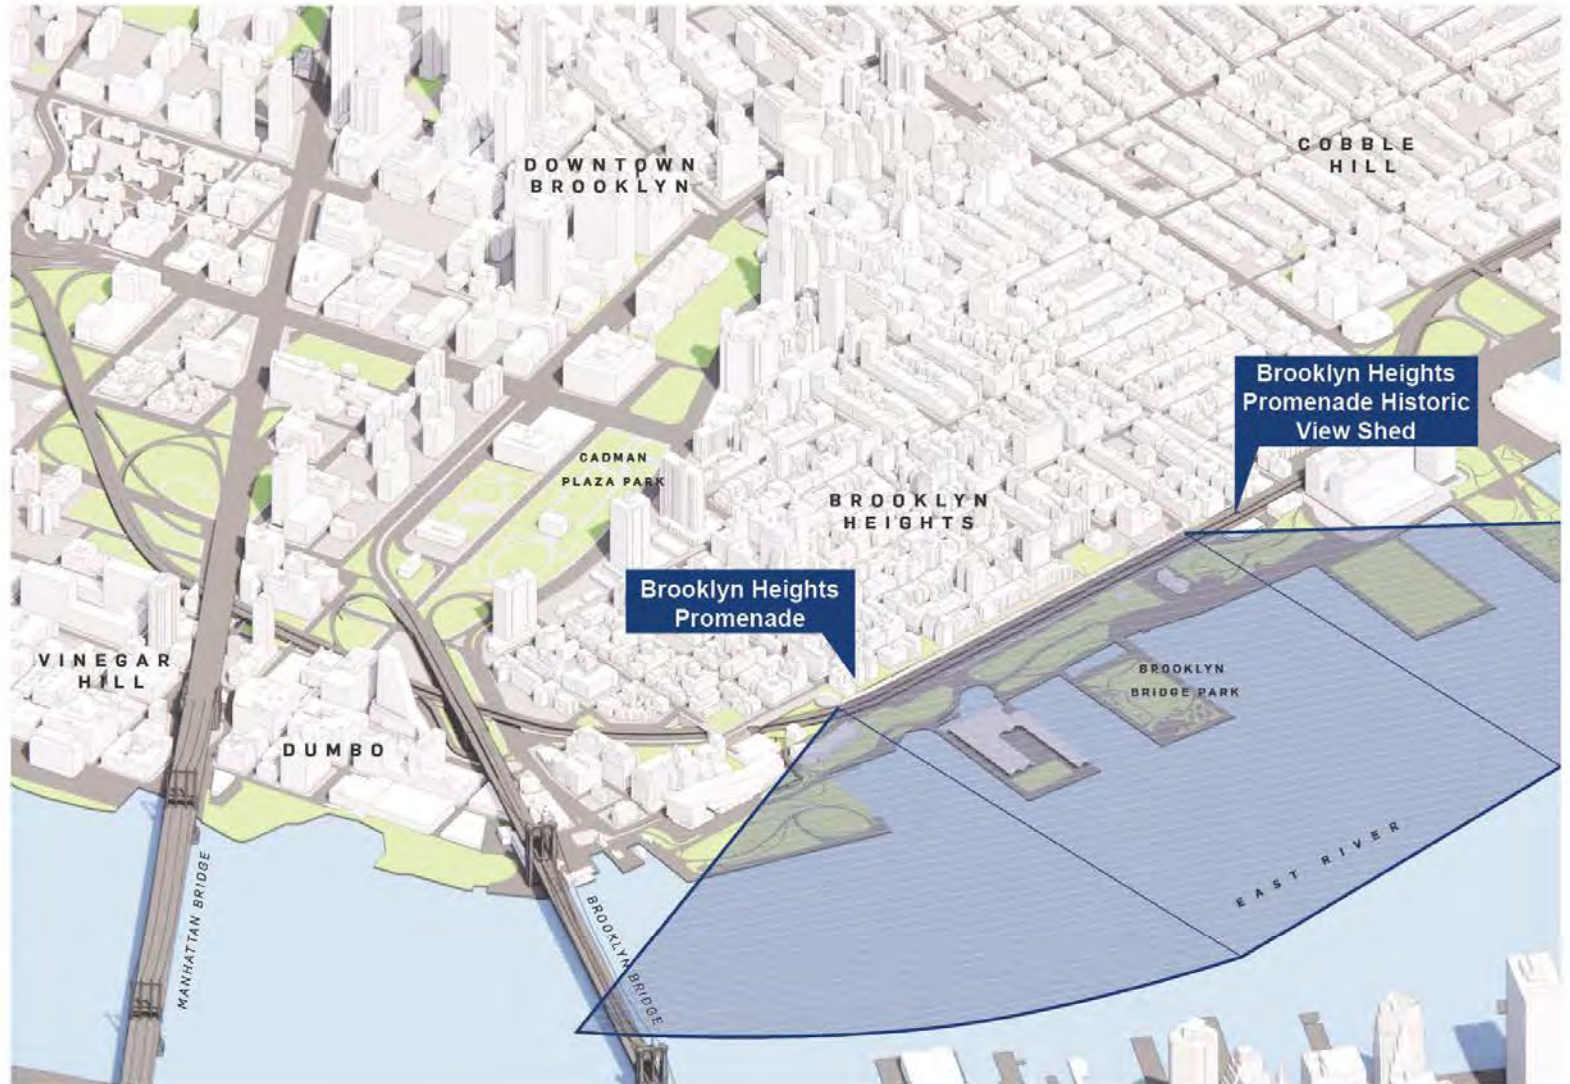 DOWNTOWN
BROOKLYN
COBBLE
HILL
Brooklyn Heights
Promenade Historic
View Shed
CADMAN
PLAZA PARK
BROOKLYN
HEIGHTS
Brooklyn Heights
Promenade
VINEGAR
HILL
BROOKLYN
BRIDGE PARK
DUMBO
EAST RIVER
MANHATTAN BRIDGE
BROOKLYN BRIDGE